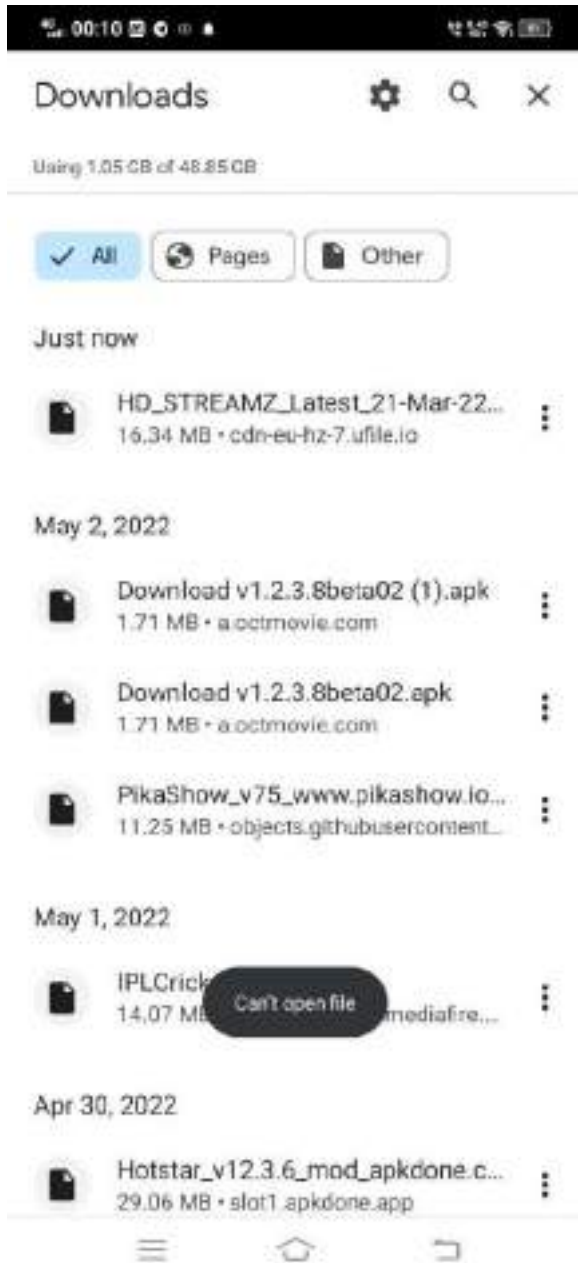 00:10
Downloads
Using 1.05 GB of 48.85 GB
All
Pages
Other
Just now
HD_STREAMZ_Latest_21-Mar-22...
16.34 MB • cdn-eu-hz-7.ufile.io
May 2, 2022
Download v1.2.3.8beta02 (1).apk
1.71 MB • a.octmovie.com
Download v1.2.3.8beta02.apk
1.71 MB • a.octmovie.com
PikaShow_v75_www.pikashow.io...
11.25 MB • objects.githubusercontent...
May 1, 2022
IPLCrick
14.07 MB mediafire....
Can't open file
Apr 30, 2022
Hotstar_v12.3.6_mod_apkdone.c...
29.06 MB • slot1.apkdone.app